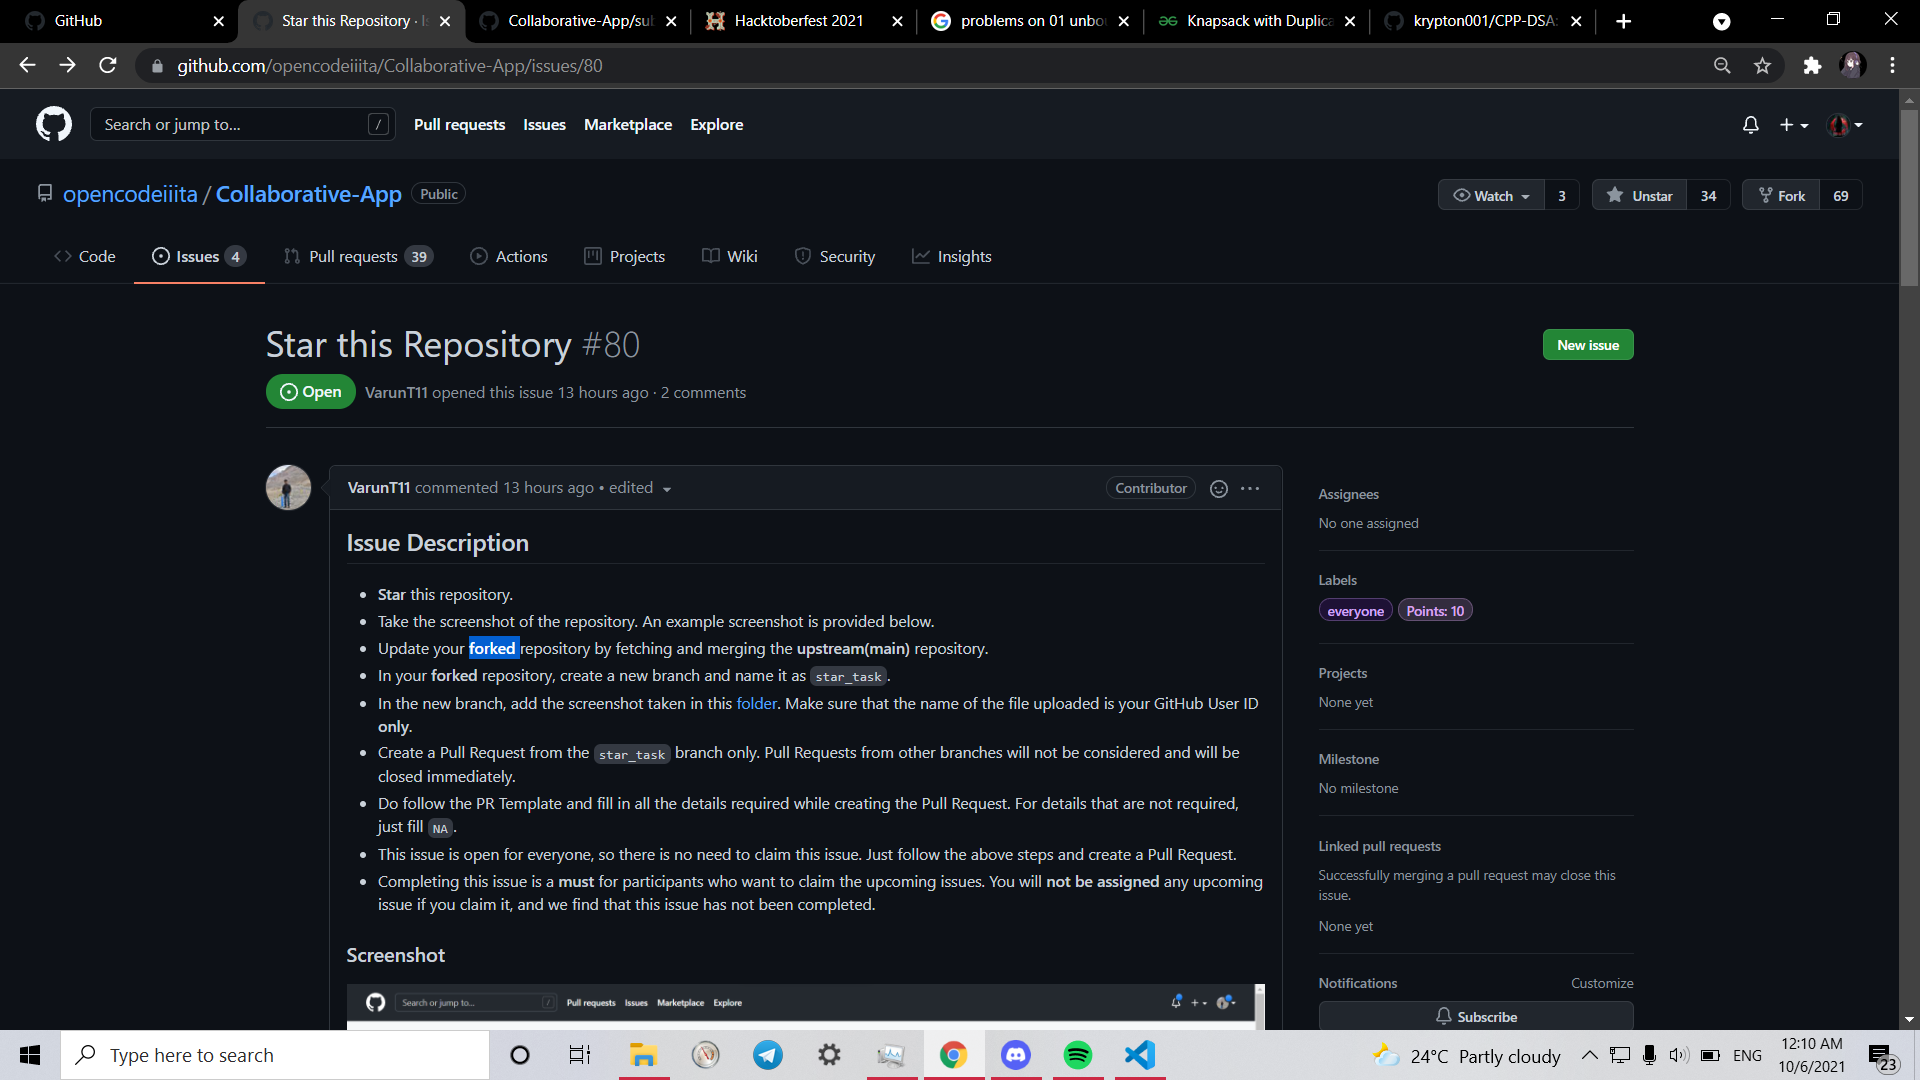 GitHub
Star this Repository · Is
Collaborative-App/sub
Hacktoberfest 2021
problems on 01 unbo
Knapsack with Duplica
krypton001/CPP-DSA:
github.com/opencodeiiita/Collaborative-App/issues/80
Search or jump to... /
Pull requests Issues Marketplace Explore
opencodeiiita / Collaborative-App Public
Watch 3 Unstar 34 Fork 69
Code Issues 4 Pull requests 39 Actions Projects Wiki Security Insights
Star this Repository #80
New issue
Open VarunT11 opened this issue 13 hours ago · 2 comments
VarunT11 commented 13 hours ago • edited
Contributor
Issue Description
• Star this repository.
• Take the screenshot of the repository. An example screenshot is provided below.
• Update your forked repository by fetching and merging the upstream(main) repository.
• In your forked repository, create a new branch and name it as star_task.
• In the new branch, add the screenshot taken in this folder. Make sure that the name of the file uploaded is your GitHub User ID
only.
• Create a Pull Request from the star_task branch only. Pull Requests from other branches will not be considered and will be
closed immediately.
• Do follow the PR Template and fill in all the details required while creating the Pull Request. For details that are not required,
just fill NA.
• This issue is open for everyone, so there is no need to claim this issue. Just follow the above steps and create a Pull Request.
• Completing this issue is a must for participants who want to claim the upcoming issues. You will not be assigned any upcoming
issue if you claim it, and we find that this issue has not been completed.
Screenshot
Search or jump to... / Pull requests Issues Marketplace Explore
Assignees
No one assigned
Labels
everyone Points: 10
Projects
None yet
Milestone
No milestone
Linked pull requests
Successfully merging a pull request may close this
issue.
None yet
Notifications Customize
Subscribe
Type here to search
24°C Partly cloudy
ENG
12:10 AM
10/6/2021
23